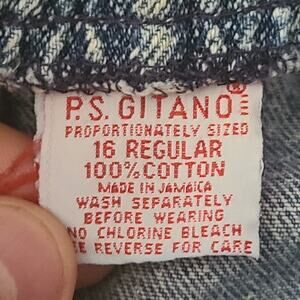 P.S. GITANO®
PROPORTIONATELY SIZED
16 REGULAR
100% COTTON
MADE IN JAMAICA
WASH SEPARATELY
BEFORE WEARING
NO CHLORINE BLEACH
EE REVERSE FOR CARE